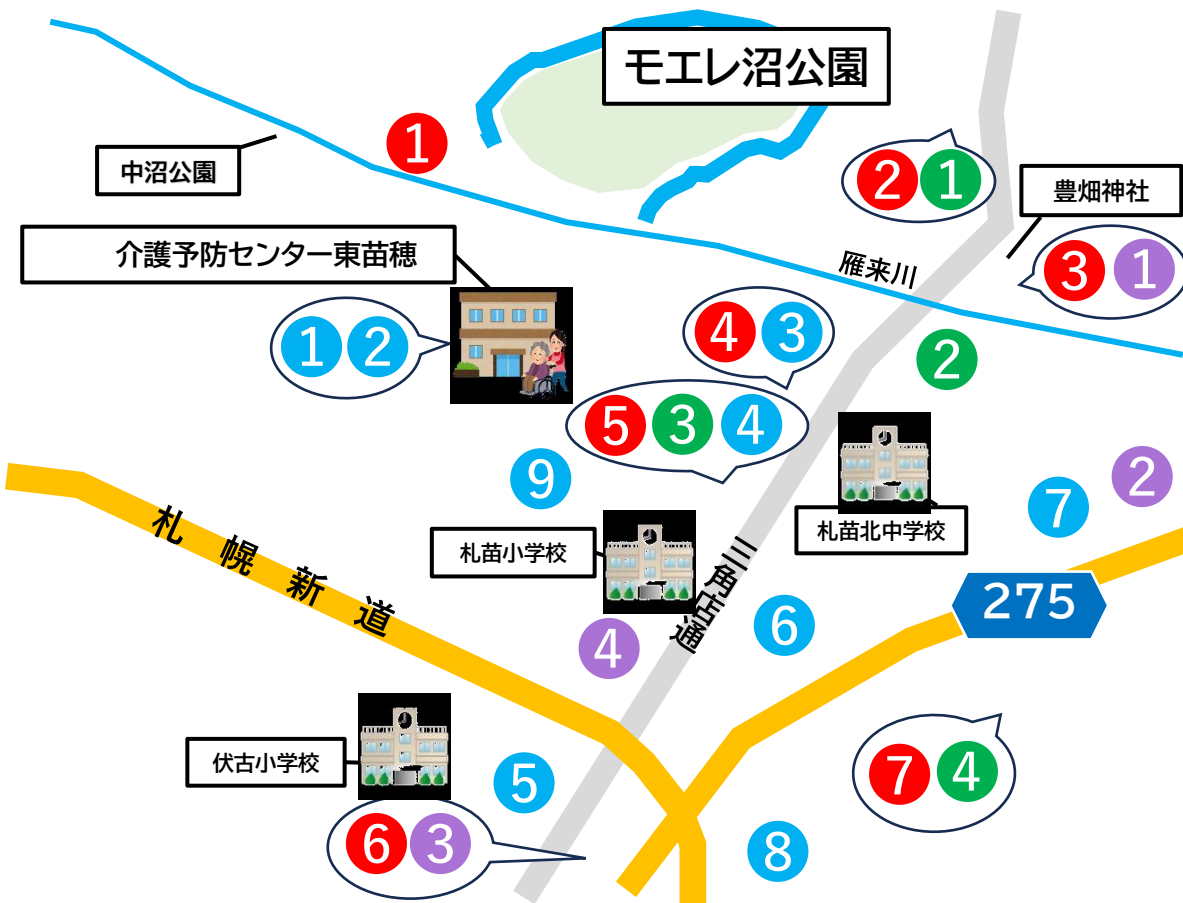 モエレ沼公園
1
中沼公園
2 1
豊畑神社
介護予防センター東苗穂
雁来川
3 1
1 2
4 3
2
5 3 4
9
7
2
札幌新道
札苗小学校
三角店通
札苗北中学校
275
4
6
伏古小学校
5
7 4
6 3
8